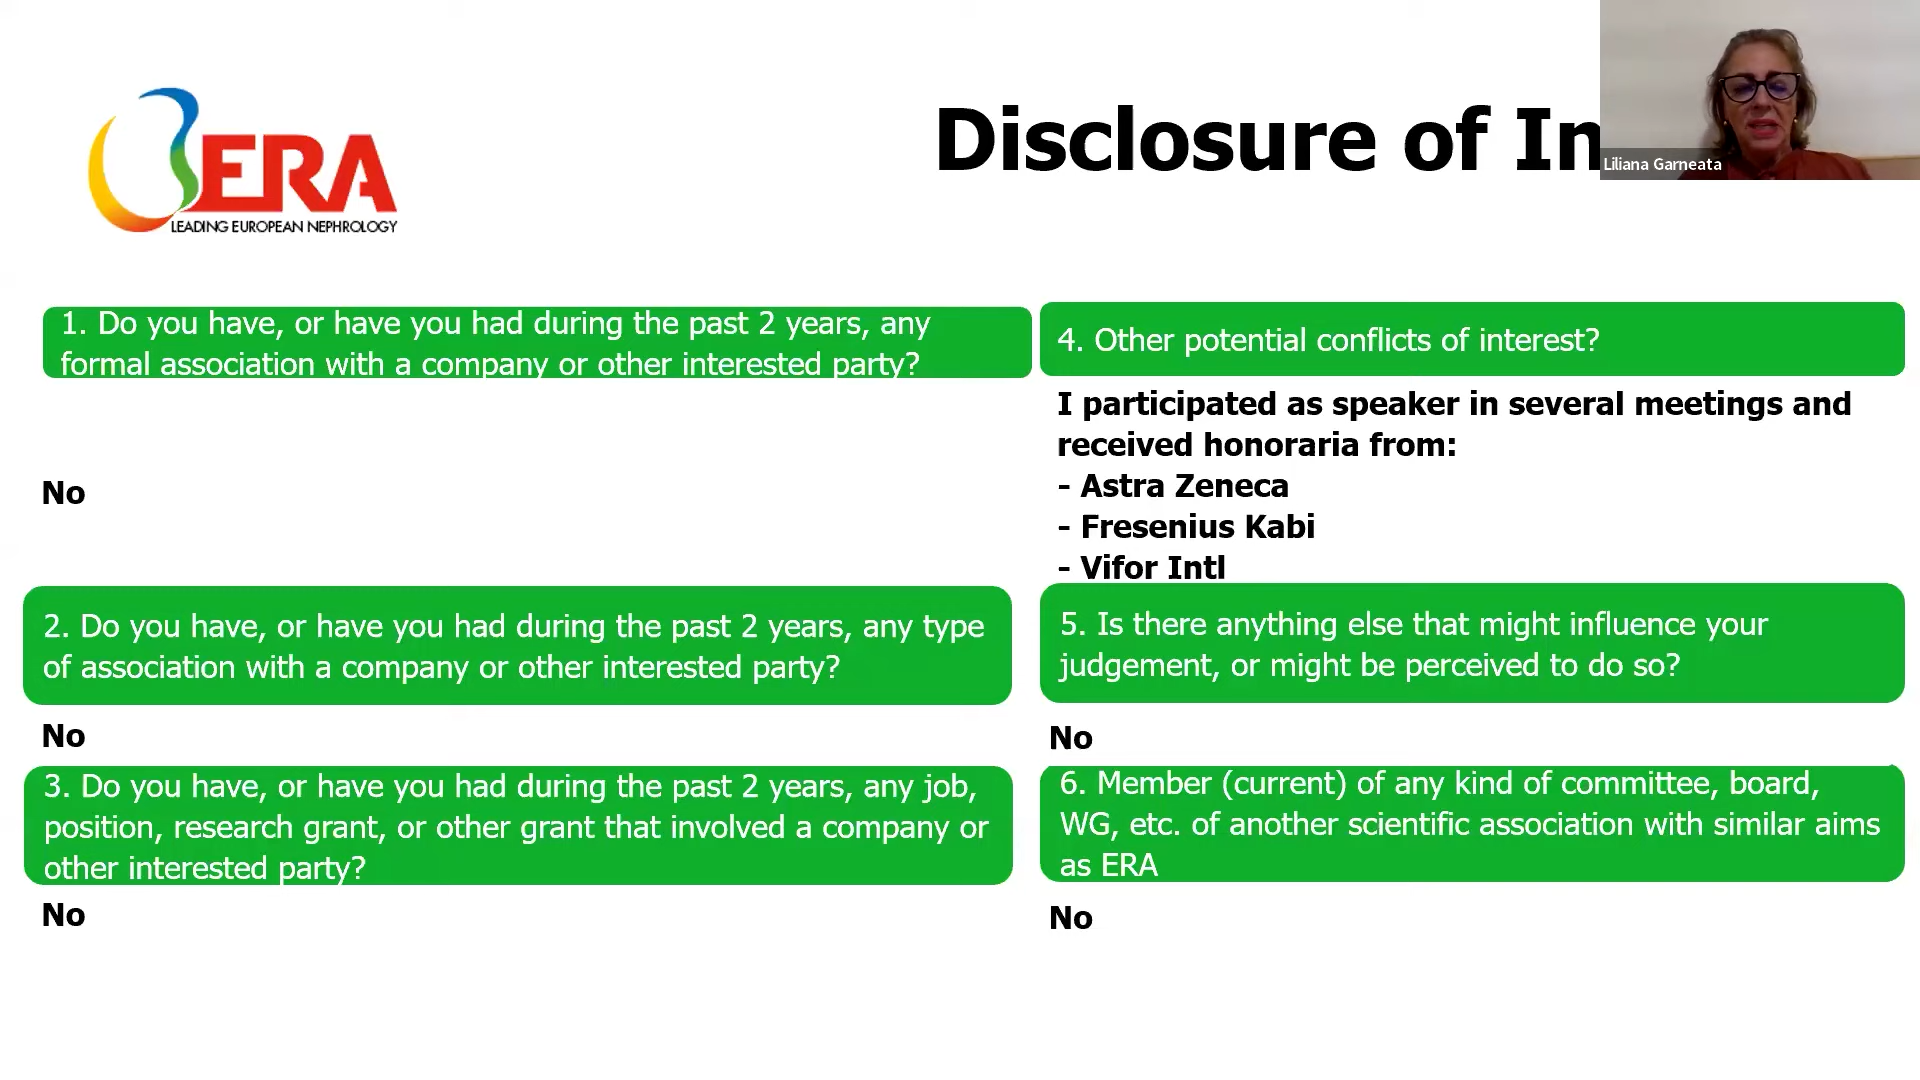 ERA
LEADING EUROPEAN NEPHROLOGY
Disclosure of In
Liliana Garneata
1. Do you have, or have you had during the past 2 years, any
formal association with a company or other interested party?
No
2. Do you have, or have you had during the past 2 years, any type
of association with a company or other interested party?
No
3. Do you have, or have you had during the past 2 years, any job,
position, research grant, or other grant that involved a company or
other interested party?
No
4. Other potential conflicts of interest?
I participated as speaker in several meetings and
received honoraria from:
- Astra Zeneca
- Fresenius Kabi
- Vifor Intl
5. Is there anything else that might influence your
judgement, or might be perceived to do so?
No
6. Member (current) of any kind of committee, board,
WG, etc. of another scientific association with similar aims
as ERA
No